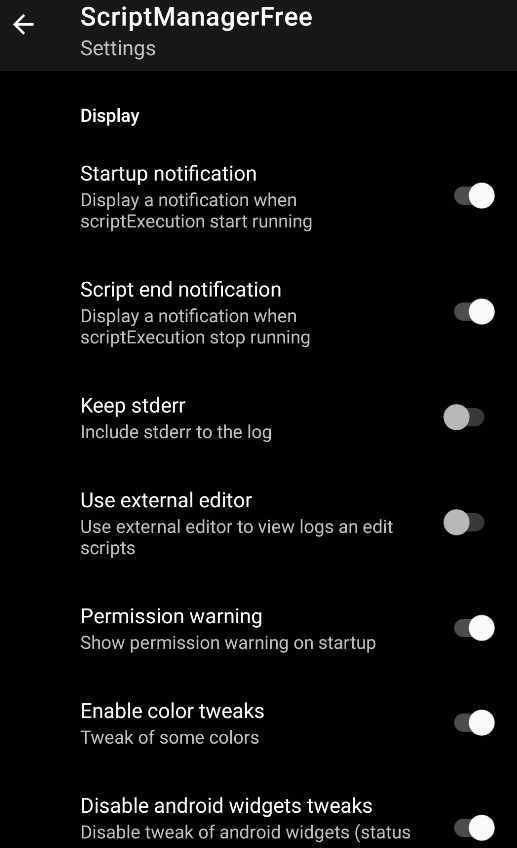 ScriptManagerFree
Settings
Display
Startup notification
Display a notification when
scriptExecution start running
Script end notification
Display a notification when
scriptExecution stop running
Keep stderr
Include stderr to the log
Use external editor
Use external editor to view logs an edit
scripts
Permission warning
Show permission warning on startup
Enable color tweaks
Tweak of some colors
Disable android widgets tweaks
Disable tweak of android widgets (status